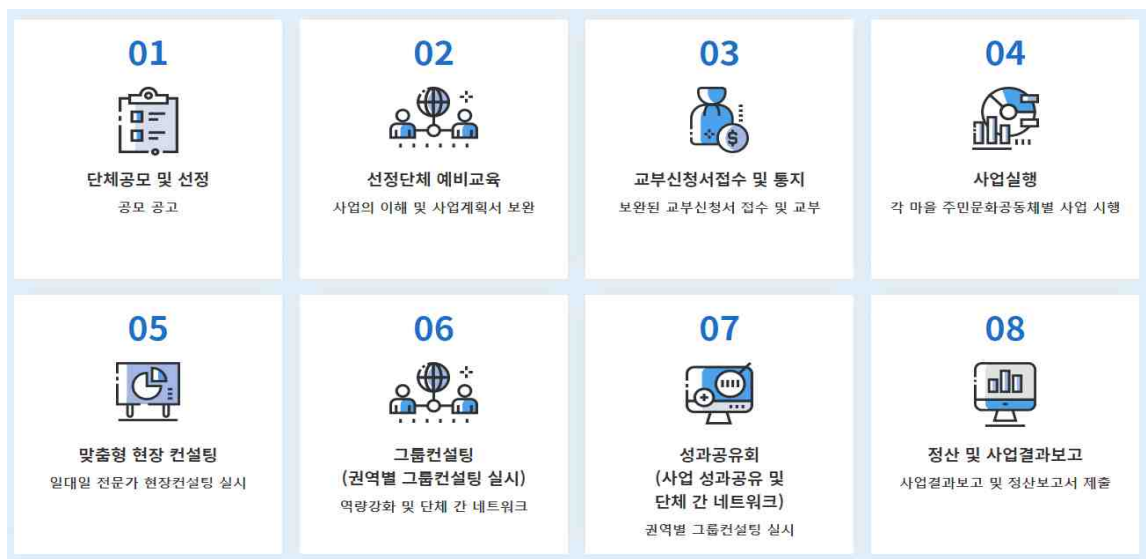 01
단체공모 및 선정
공모 공고
02
선정단체 예비교육
사업의 이해 및 사업계획서 보완
03
교부신청서접수 및 통지
보완된 교부신청서 접수 및 교부
04
사업실행
각 마을 주민문화공동체별 사업 시행
05
맞춤형 현장 컨설팅
일대일 전문가 현장컨설팅 실시
06
그룹컨설팅
(권역별 그룹컨설팅 실시)
역량강화 및 단체 간 네트워크
07
성과공유회
(사업 성과공유 및
단체 간 네트워크)
권역별 그룹컨설팅 실시
08
정산 및 사업결과보고
사업결과보고 및 정산보고서 제출